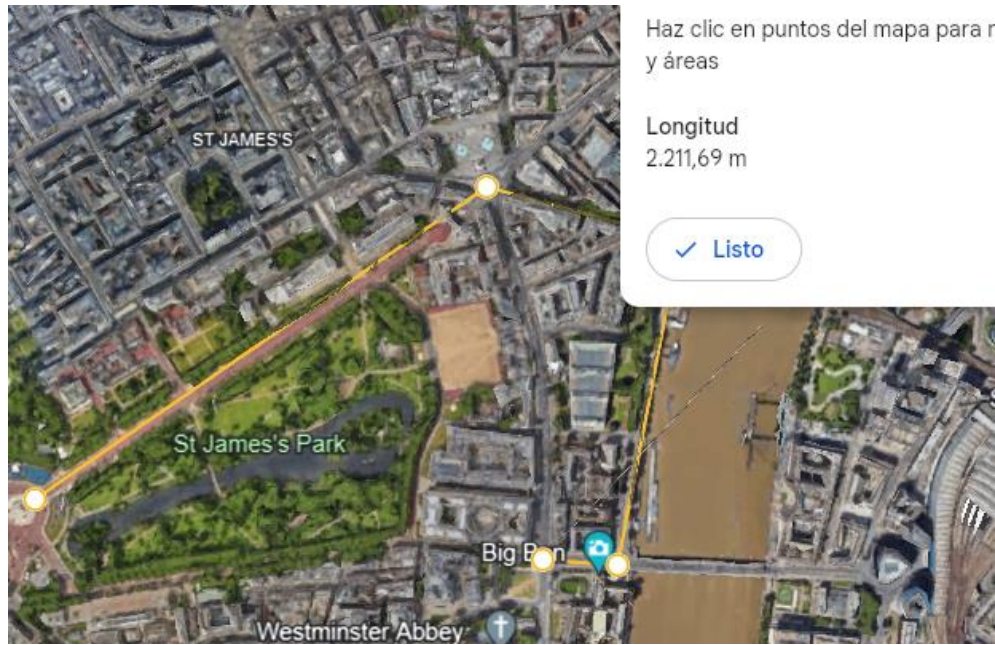 Haz clic en puntos del mapa para
y áreas
Longitud
2.211,69 m
Listo
ST JAMES'S
St James's Park
Big Ben
Westminster Abbey